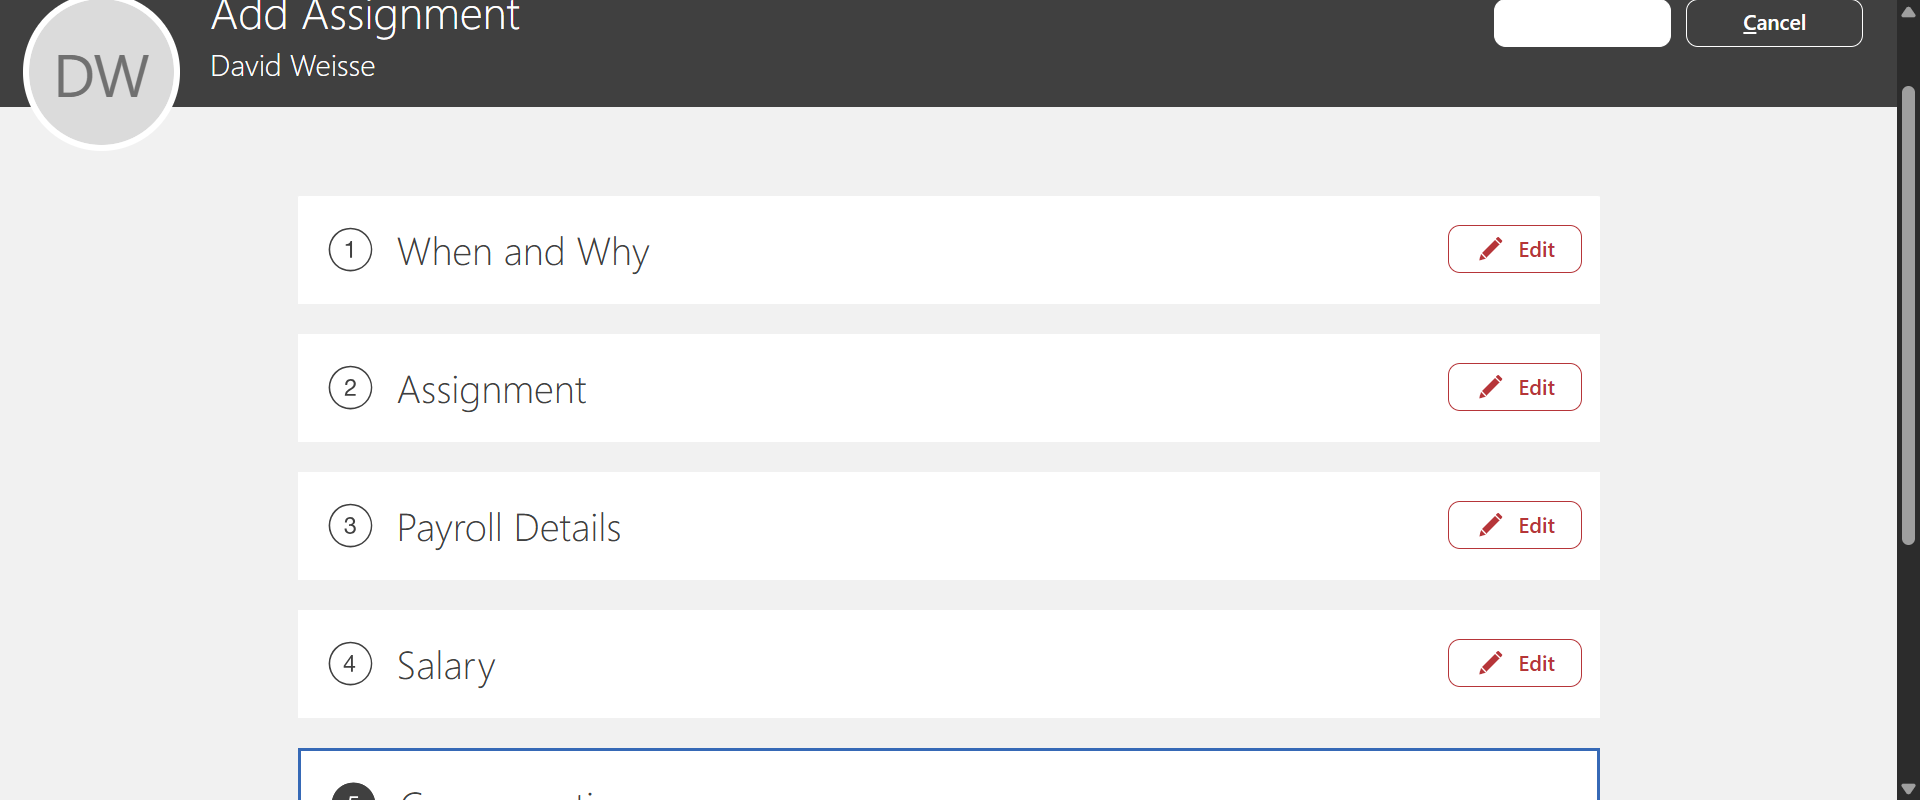 Add Assignment
David Weisse
DW
Cancel
1 When and Why Edit
2 Assignment Edit
3 Payroll Details Edit
4 Salary Edit